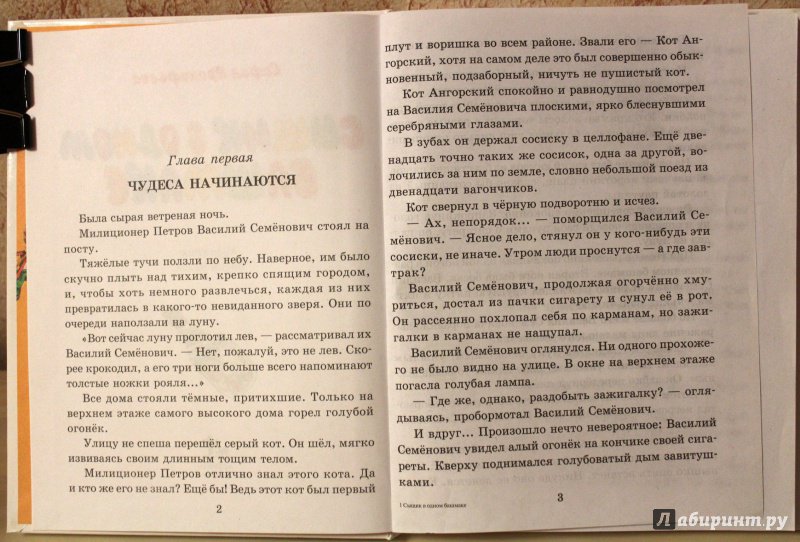 Глава первая
ЧУДЕСА НАЧИНАЮТСЯ
Была сырая ветреная ночь.
Милиционер Петров Василий Семёнович стоял на
посту.
Тяжёлые тучи ползли по небу. Наверное, им было
скучно плыть над тихим, крепко спящим городом,
и, чтобы хоть немного развлечься, каждая из них
превратилась в какого-то невиданного зверя. Они по
очереди наползали на луну.
«Вот сейчас луну проглотил лев, — рассматривал их
Василий Семёнович. — Нет, пожалуй, это не лев. Ско-
рее крокодил, а его три ноги больше всего напоминают
толстые ножки рояля...»
Все дома стояли тёмные, притихшие. Только на
верхнем этаже самого высокого дома горел голубой
огонёк.
Улицу не спеша перешёл серый кот. Он шёл, мягко
извиваясь своим длинным тощим телом.
Милиционер Петров отлично знал этого кота. Да
и кто же его не знал? Ещё бы! Ведь этот кот был первый
2
плут и воришка во всем районе. Звали его — Кот Ан-
горский, хотя на самом деле это был совершенно обык-
новенный, подзаборный, ничуть не пушистый кот.
Кот Ангорский спокойно и равнодушно посмотрел
на Василия Семёновича плоскими, ярко блеснувшими
серебряными глазами.
В зубах он держал сосиску в целлофане. Ещё две-
надцать точно таких же сосисок, одна за другой, во-
лочились за ним по земле, словно небольшой поезд из
двенадцати вагончиков.
Кот свернул в чёрную подворотню и исчез.
— Ах, непорядок... — поморщился Василий Се-
мёнович. — Ясное дело, стянул он у кого-нибудь эти
сосиски, не иначе. Утром люди проснутся — а где зав-
трак?
Василий Семёнович, продолжая огорчённо хму-
риться, достал из пачки сигарету и сунул её в рот.
Он рассеянно похлопал себя по карманам, но зажи-
галки в карманах не нащупал.
Василий Семёнович оглянулся. Ни одного прохоже-
го не было видно на улице. В окне на верхнем этаже
погасла голубая лампа.
— Где же, однако, раздобыть зажигалку? — огля-
дываясь, пробормотал Василий Семёнович.
И вдруг... Произошло нечто невероятное: Василий
Семёнович увидел алый огонёк на кончике своей сига-
реты. Кверху поднимался голубоватый дым завитуш-
ками.
1 Сыщик в одном башмаке
3
Лабиринт.ру